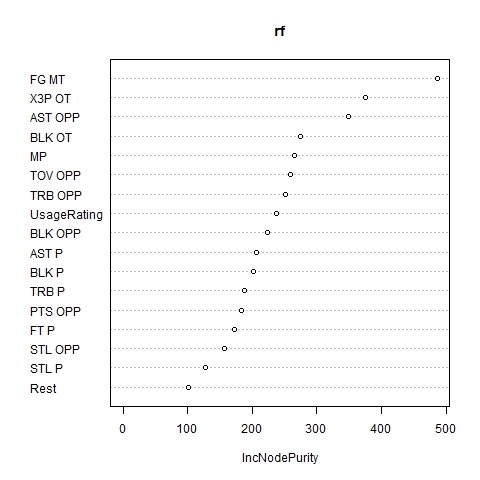 rf
FG MT
X3P OT
AST OPP
BLK OT
MP
TOV OPP
TRB OPP
UsageRating
BLK OPP
AST P
BLK P
TRB P
PTS OPP
FT P
STL OPP
STL P
Rest
0 100 200 300 400 500
IncNodePurity